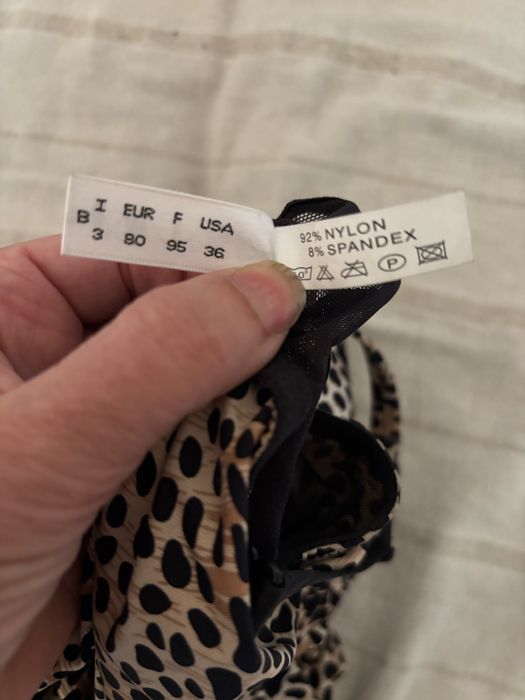 B
I EUR F USA
3 80 95 36
92% NYLON
8% SPANDEX
P